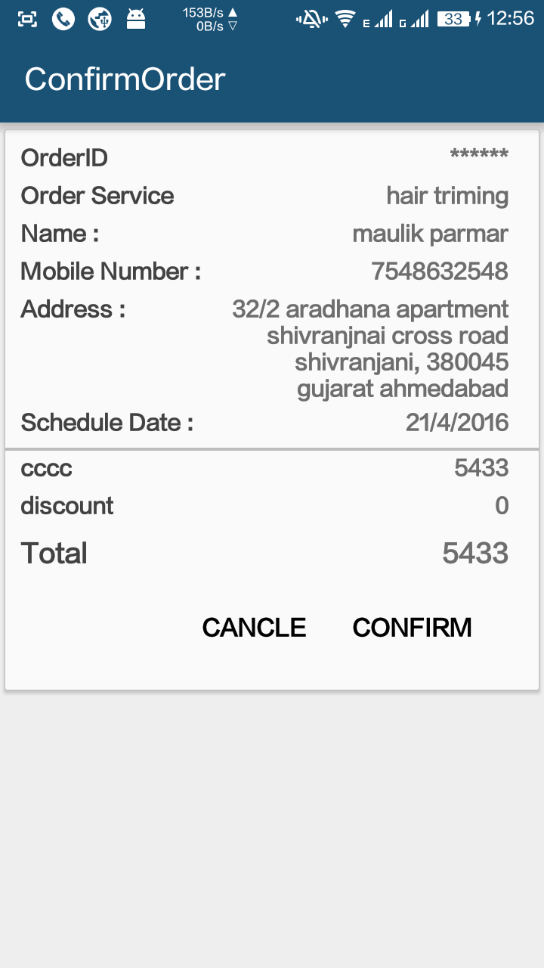 153B/s ▲
0B/s ▽
E G 33 12:56
ConfirmOrder
OrderID ******
Order Service hair triming
Name : maulik parmar
Mobile Number : 7548632548
Address : 32/2 aradhana apartment
shivranjnai cross road
shivranjani, 380045
gujarat ahmedabad
Schedule Date : 21/4/2016
cccc 5433
discount 0
Total 5433
CANCLE CONFIRM